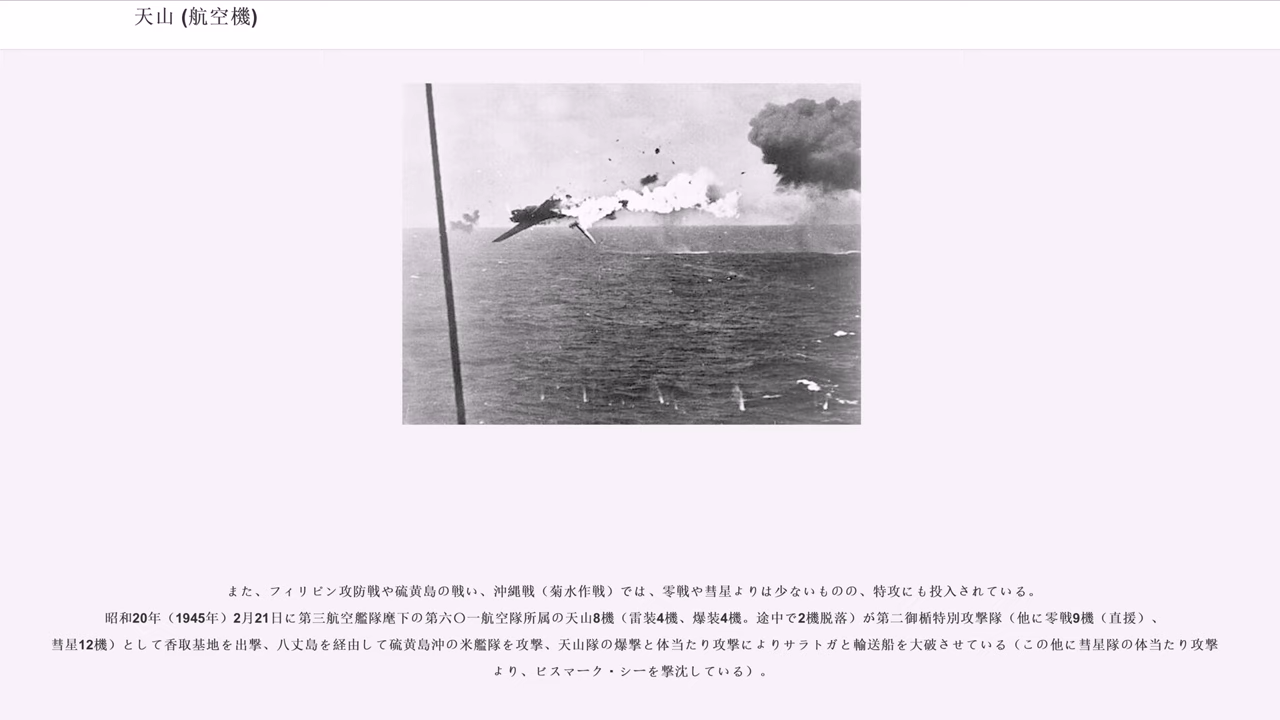 天山 (航空機)
また、フィリピン攻防戦や硫黄島の戦い、沖縄戦（菊水作戦）では、零戦や彗星よりは少ないものの、特攻にも投入されている。
昭和20年（1945年）2月21日に第三航空艦隊麾下の第六〇一航空隊所属の天山8機（雷装4機、爆装4機。途中で2機脱落）が第二御楯特別攻撃隊（他に零戦9機（直援）、
彗星12機）として香取基地を出撃、八丈島を経由して硫黄島沖の米艦隊を攻撃、天山隊の爆撃と体当たり攻撃によりサラトガと輸送船を大破させている（この他に彗星隊の体当たり攻撃
より、ビスマーク・シーを撃沈している）。